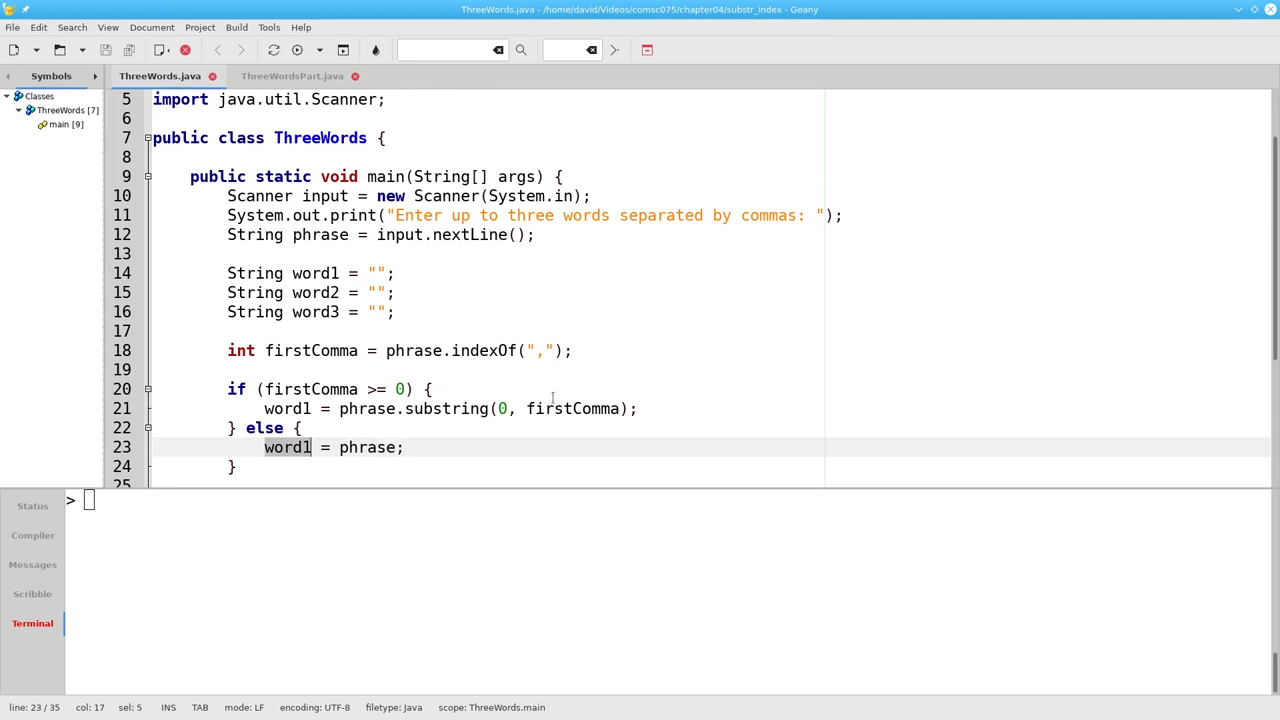 ThreeWords.java - /home/david/Videos/comsc075/chapter04/substr_index - Geany
File Edit Search View Document Project Build Tools Help
Symbols ThreeWords.java ThreeWordsPart.java
Classes
ThreeWords [7]
main [9]
5 import java.util.Scanner;
6
7 public class ThreeWords {
8
9 public static void main(String[] args) {
10 Scanner input = new Scanner(System.in);
11 System.out.print("Enter up to three words separated by commas: ");
12 String phrase = input.nextLine();
13
14 String word1 = "";
15 String word2 = "";
16 String word3 = "";
17
18 int firstComma = phrase.indexOf(",");
19
20 if (firstComma >= 0) {
21 word1 = phrase.substring(0, firstComma);
22 } else {
23 word1 = phrase;
24 }
25
Status
Compiler
Messages
Scribble
Terminal
>
line: 23 / 35 col: 17 sel: 5 INS TAB mode: LF encoding: UTF-8 filetype: Java scope: ThreeWords.main